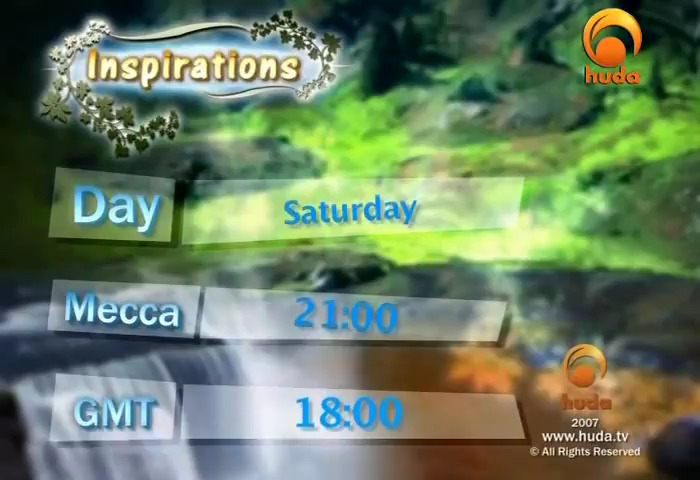 Inspirations
huda
Day Saturday
Mecca 21:00
GMT 18:00
huda
2007
www.huda.tv
© All Rights Reserved